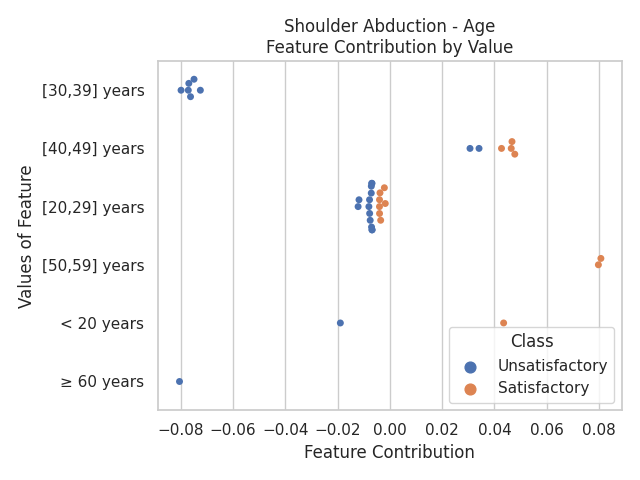 Shoulder Abduction - Age
Feature Contribution by Value
Values of Feature
[30,39] years
[40,49] years
[20,29] years
[50,59] years
< 20 years
≥ 60 years
Class
Unsatisfactory
Satisfactory
−0.08 −0.06 −0.04 −0.02 0.00 0.02 0.04 0.06 0.08
Feature Contribution